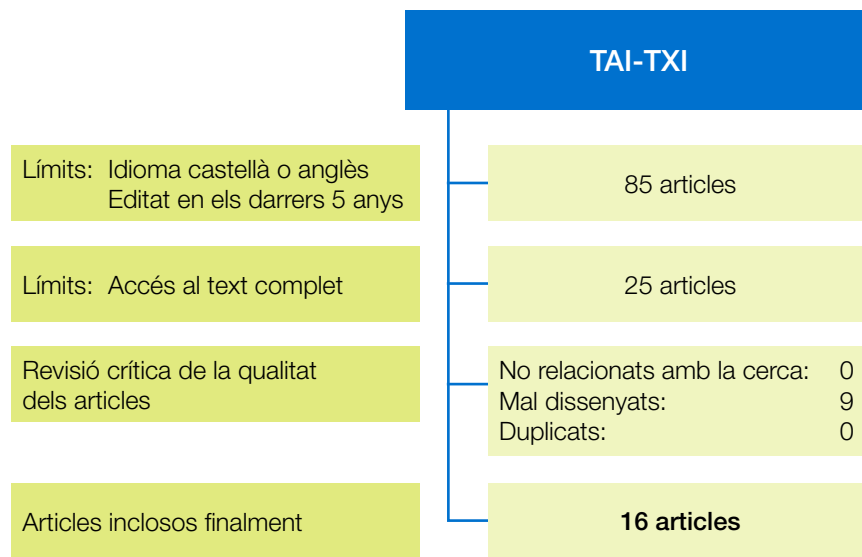 TAI-TXI
Límits: Idioma castellà o anglès
Editat en els darrers 5 anys
85 articles
Límits: Accés al text complet
25 articles
Revisió crítica de la qualitat
dels articles
No relacionats amb la cerca: 0
Mal dissenyats: 9
Duplicats: 0
Articles inclosos finalment
16 articles